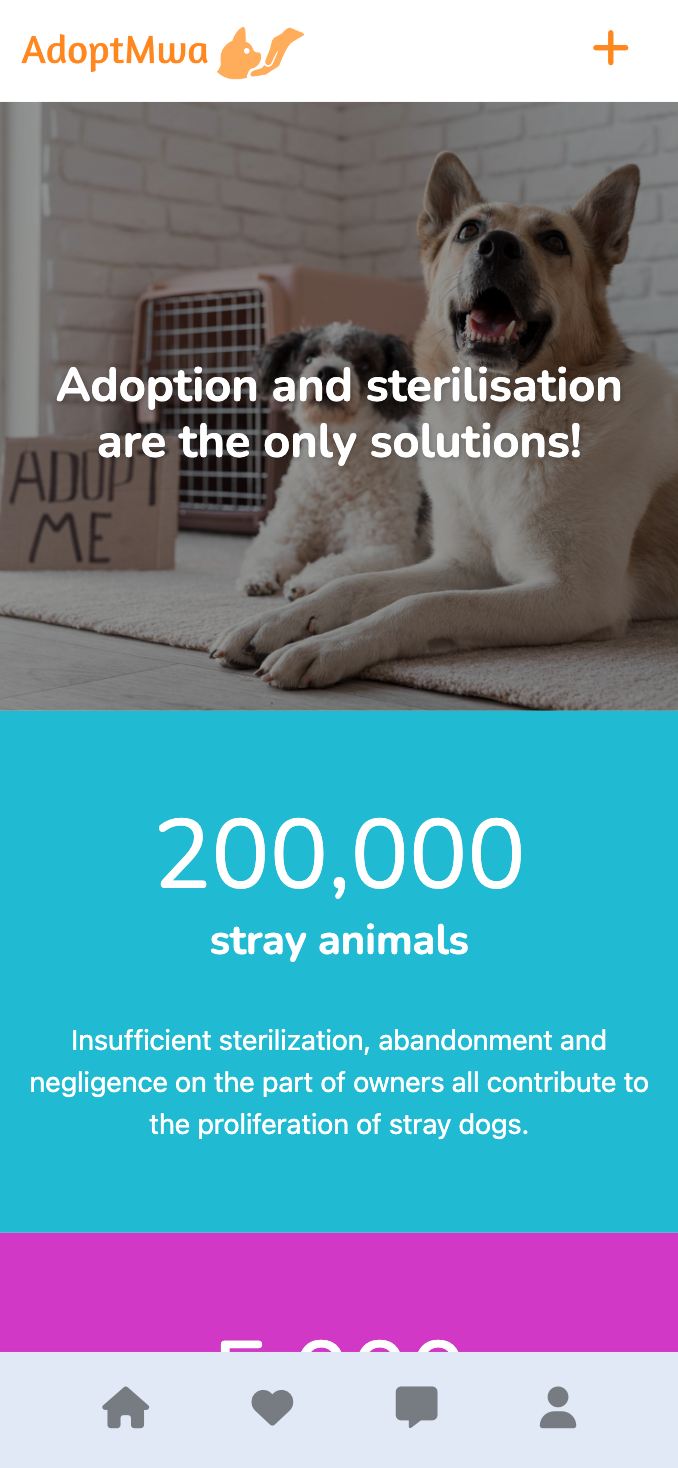 AdoptMwa
Adoption and sterilisation
are the only solutions!
ADOPT
ME
200,000
stray animals
Insufficient sterilization, abandonment and
negligence on the part of owners all contribute to
the proliferation of stray dogs.